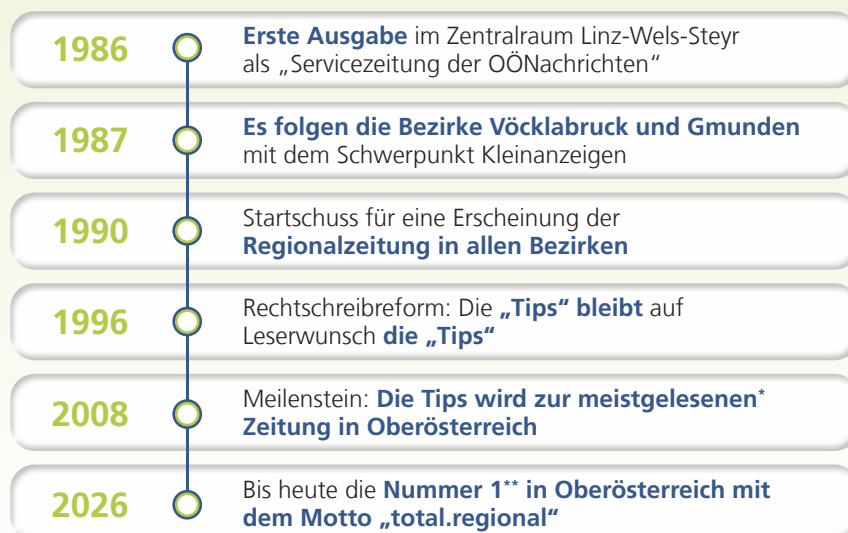 1986
Erste Ausgabe im Zentralraum Linz-Wels-Steyr
als „Servicezeitung der OÖNachrichten“
1987
Es folgen die Bezirke Vöcklabruck und Gmunden
mit dem Schwerpunkt Kleinanzeigen
1990
Startschuss für eine Erscheinung der
Regionalzeitung in allen Bezirken
1996
Rechtschreibreform: Die „Tips“ bleibt auf
Leserwunsch die „Tips“
2008
Meilenstein: Die Tips wird zur meistgelesenen*
Zeitung in Oberösterreich
2026
Bis heute die Nummer 1** in Oberösterreich mit
dem Motto „total.regional“